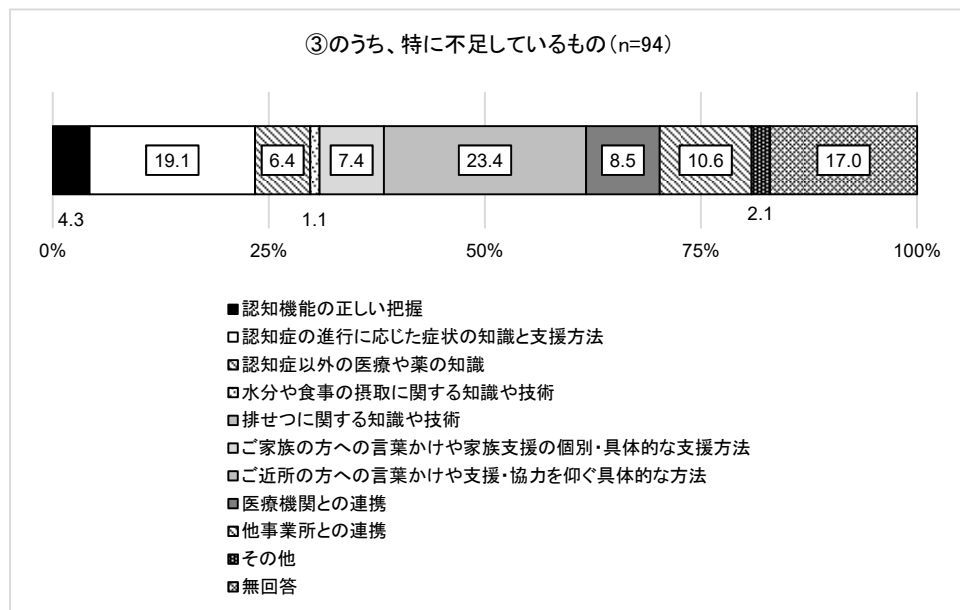 ③のうち、特に不足しているもの（n=94）
19.1
6.4
7.4
23.4
8.5
10.6
17.0
4.3
1.1
2.1
0%
25%
50%
75%
100%
認知機能の正しい把握
認知症の進行に応じた症状の知識と支援方法
認知症以外の医療や薬の知識
水分や食事の摂取に関する知識や技術
排せつに関する知識や技術
ご家族の方への言葉かけや家族支援の個別・具体的な支援方法
ご近所の方への言葉かけや支援・協力を仰ぐ具体的な方法
医療機関との連携
他事業所との連携
その他
無回答